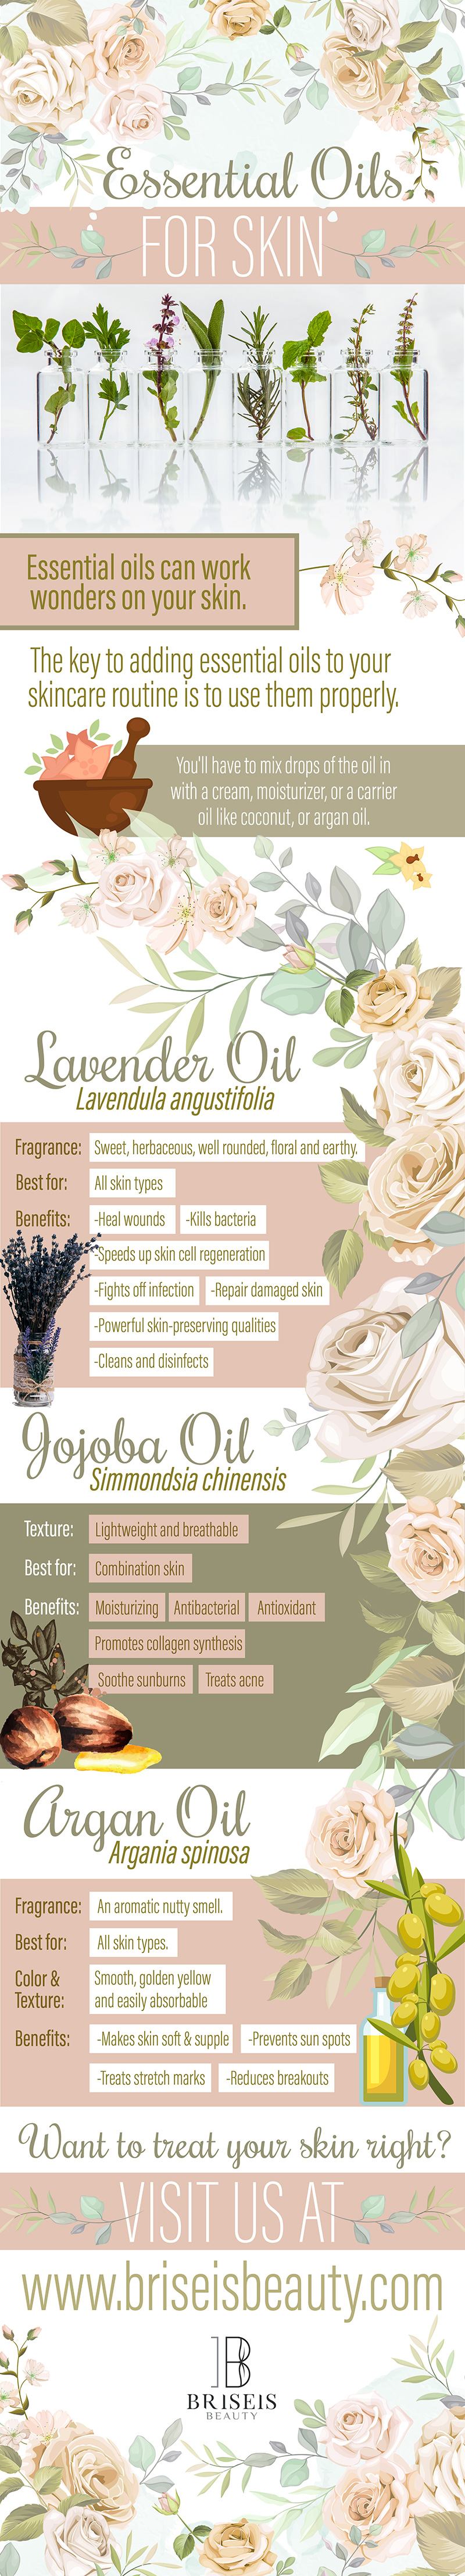 Essential Oils
FOR SKIN
Essential oils can work
wonders on your skin.
The key to adding essential oils to your
skincare routine is to use them properly.
You'll have to mix drops of the oil in
with a cream, moisturizer, or a carrier
oil like coconut, or argan oil.
Lavender Oil
Lavendula angustifolia
Fragrance: Sweet, herbaceous, well rounded, floral and earthy.
Best for: All skin types
Benefits: -Heal wounds -Kills bacteria
-Speeds up skin cell regeneration
-Fights off infection -Repair damaged skin
-Powerful skin-preserving qualities
-Cleans and disinfects
Jojoba Oil
Simmondsia chinensis
Texture: Lightweight and breathable
Best for: Combination skin
Benefits: Moisturizing Antibacterial Antioxidant
Promotes collagen synthesis
Soothe sunburns Treats acne
Argan Oil
Argania spinosa
Fragrance: An aromatic nutty smell.
Best for: All skin types.
Color & Smooth, golden yellow
Texture: and easily absorbable
Benefits: -Makes skin soft & supple -Prevents sun spots
-Treats stretch marks -Reduces breakouts
Want to treat your skin right?
VISIT US AT
www.briseisbeauty.com
B
BRISEIS
BEAUTY